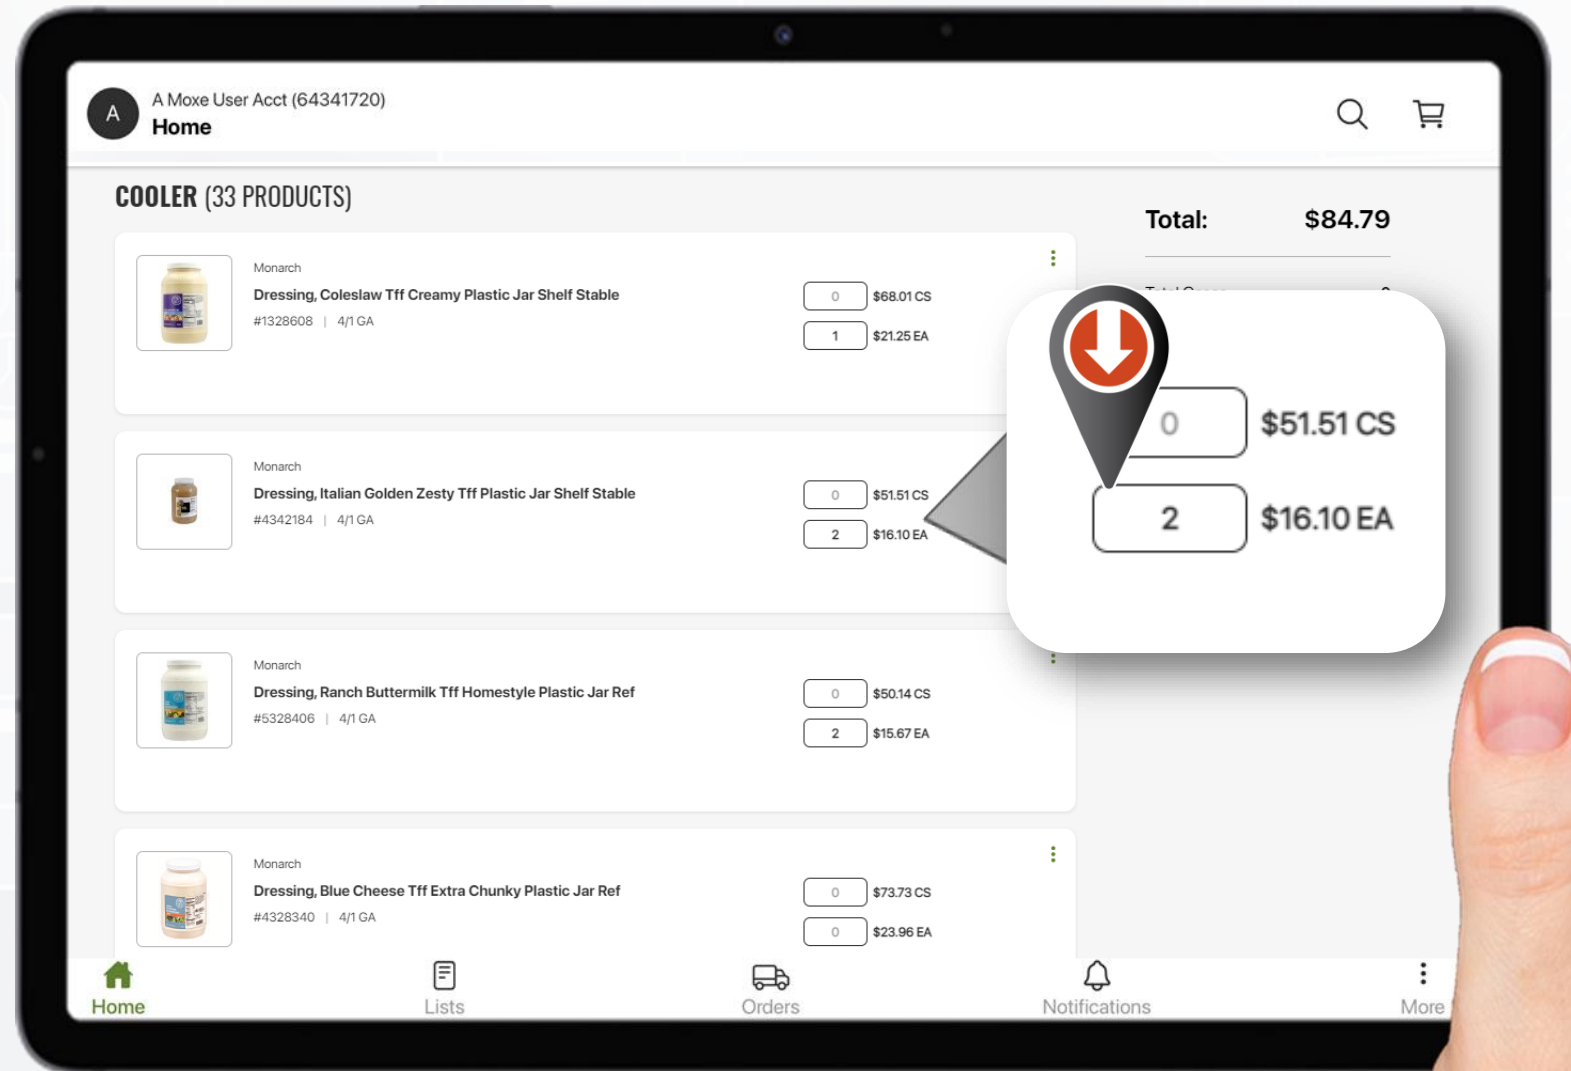 A
A Moxe User Acct (64341720)
Home
COOLER (33 PRODUCTS)
Total: $84.79
Monarch
Dressing, Coleslaw Tff Creamy Plastic Jar Shelf Stable
#1328608 | 4/1 GA
0 $68.01 CS
1 $21.25 EA
Monarch
Dressing, Italian Golden Zesty Tff Plastic Jar Shelf Stable
#4342184 | 4/1 GA
0 $51.51 CS
2 $16.10 EA
0 $51.51 CS
2 $16.10 EA
Monarch
Dressing, Ranch Buttermilk Tff Homestyle Plastic Jar Ref
#5328406 | 4/1 GA
0 $50.14 CS
2 $15.67 EA
Monarch
Dressing, Blue Cheese Tff Extra Chunky Plastic Jar Ref
#4328340 | 4/1 GA
0 $73.73 CS
0 $23.96 EA
Home
Lists
Orders
Notifications
More